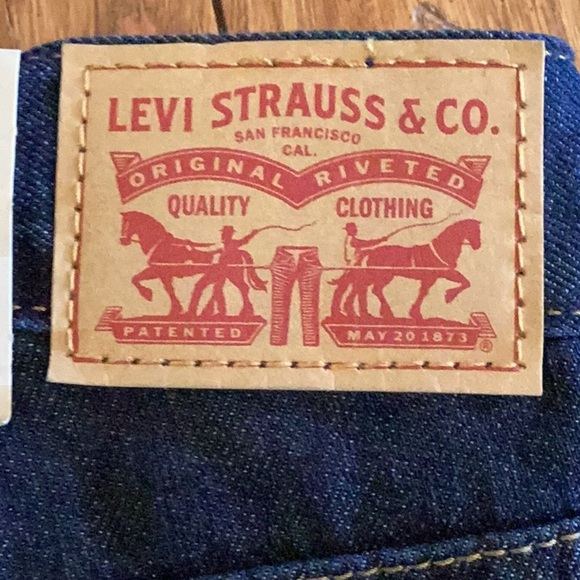 LEVI STRAUSS & CO.
SAN FRANCISCO
CAL.
ORIGINAL RIVETED
QUALITY CLOTHING
PATENTED MAY 20 1873 ®